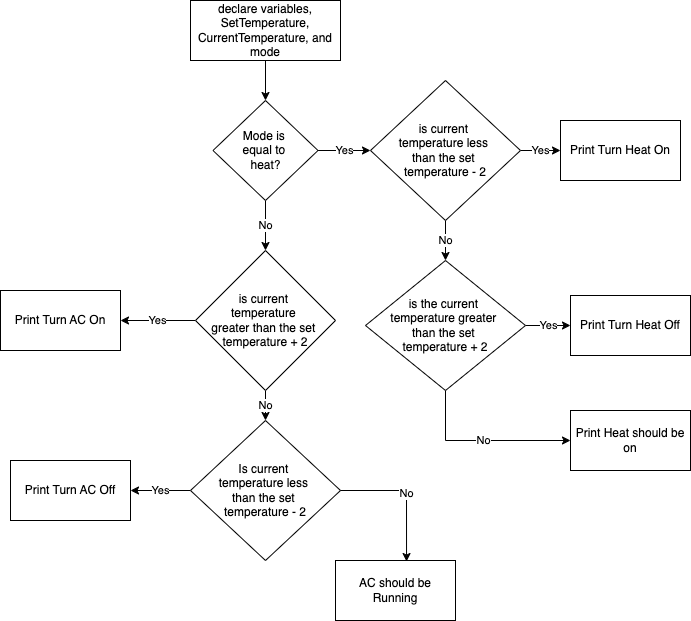 declare variables,
SetTemperature,
CurrentTemperature, and
mode
Mode is
equal to
heat?
Yes
is current
temperature less
than the set
temperature - 2
Yes
Print Turn Heat On
No
No
is current
temperature
greater than the set
temperature + 2
Yes
Print Turn AC On
is the current
temperature greater
than the set
temperature + 2
Yes
Print Turn Heat Off
No
No
Print Heat should be
on
Is current
temperature less
than the set
temperature - 2
Yes
Print Turn AC Off
No
AC should be
Running